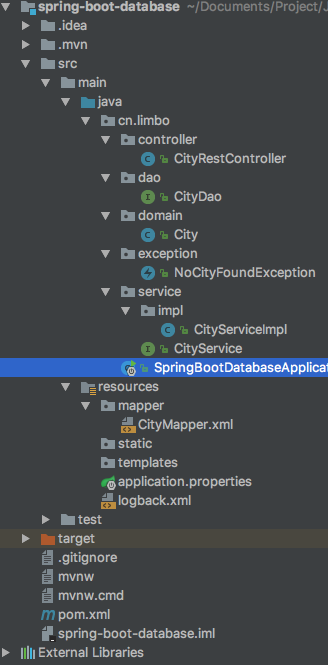 spring-boot-database ~/Documents/Project/
.idea
.mvn
src
main
java
cn.limbo
controller
CityRestController
dao
CityDao
domain
City
exception
NoCityFoundException
service
impl
CityServiceImpl
CityService
SpringBootDatabaseApplicat
resources
mapper
CityMapper.xml
static
templates
application.properties
logback.xml
test
target
.gitignore
mvnw
mvnw.cmd
pom.xml
spring-boot-database.iml
External Libraries